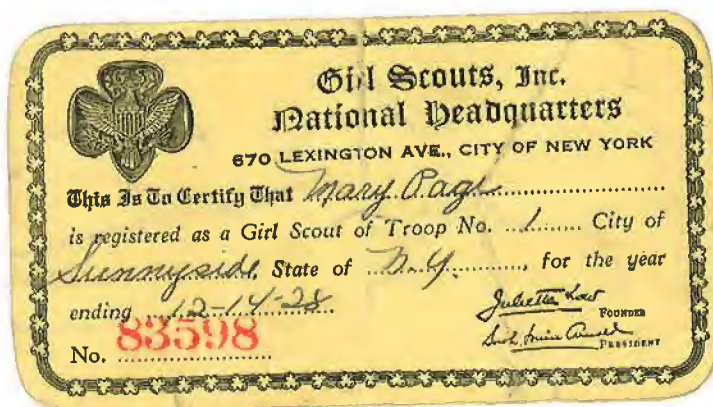 Girl Scouts, Inc.
National Headquarters
670 LEXINGTON AVE., CITY OF NEW YORK
This Is To Certify That Mary Page
is registered as a Girl Scout of Troop No. 1 City of
Sunnyside State of N.Y., for the year
ending 12-14-28
Juliette Low
FOUNDER
No. 83598
PRESIDENT